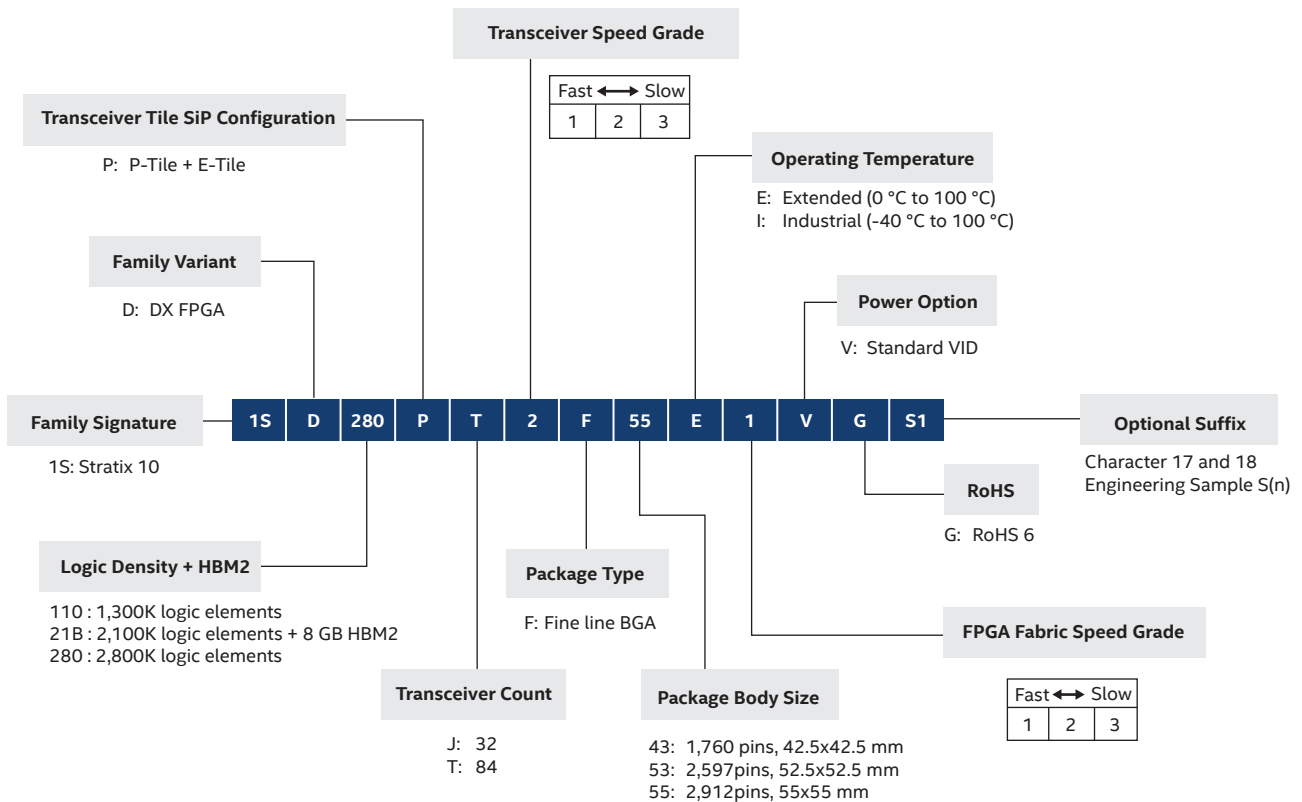 Transceiver Speed Grade
Fast ↔ Slow
1 2 3
Transceiver Tile SiP Configuration
P: P-Tile + E-Tile
Operating Temperature
E: Extended (0 °C to 100 °C)
I: Industrial (-40 °C to 100 °C)
Family Variant
D: DX FPGA
Power Option
V: Standard VID
Family Signature
1S: Stratix 10
1S D 280 P T 2 F 55 E 1 V G S1
Optional Suffix
Character 17 and 18
Engineering Sample S(n)
RoHS
G: RoHS 6
Logic Density + HBM2
110 : 1,300K logic elements
21B : 2,100K logic elements + 8 GB HBM2
280 : 2,800K logic elements
Package Type
F: Fine line BGA
FPGA Fabric Speed Grade
Fast ↔ Slow
1 2 3
Transceiver Count
J: 32
T: 84
Package Body Size
43: 1,760 pins, 42.5x42.5 mm
53: 2,597pins, 52.5x52.5 mm
55: 2,912pins, 55x55 mm